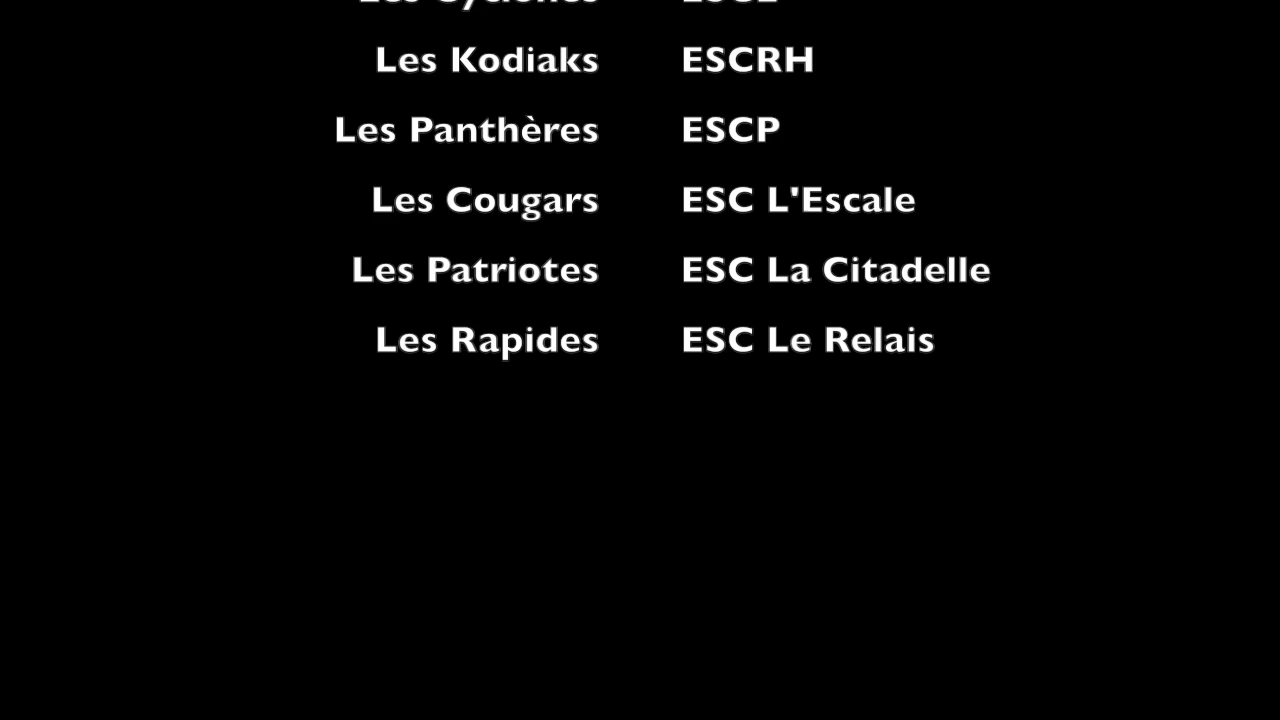 Les Kodiaks ESCRH
Les Panthères ESCP
Les Cougars ESC L'Escale
Les Patriotes ESC La Citadelle
Les Rapides ESC Le Relais